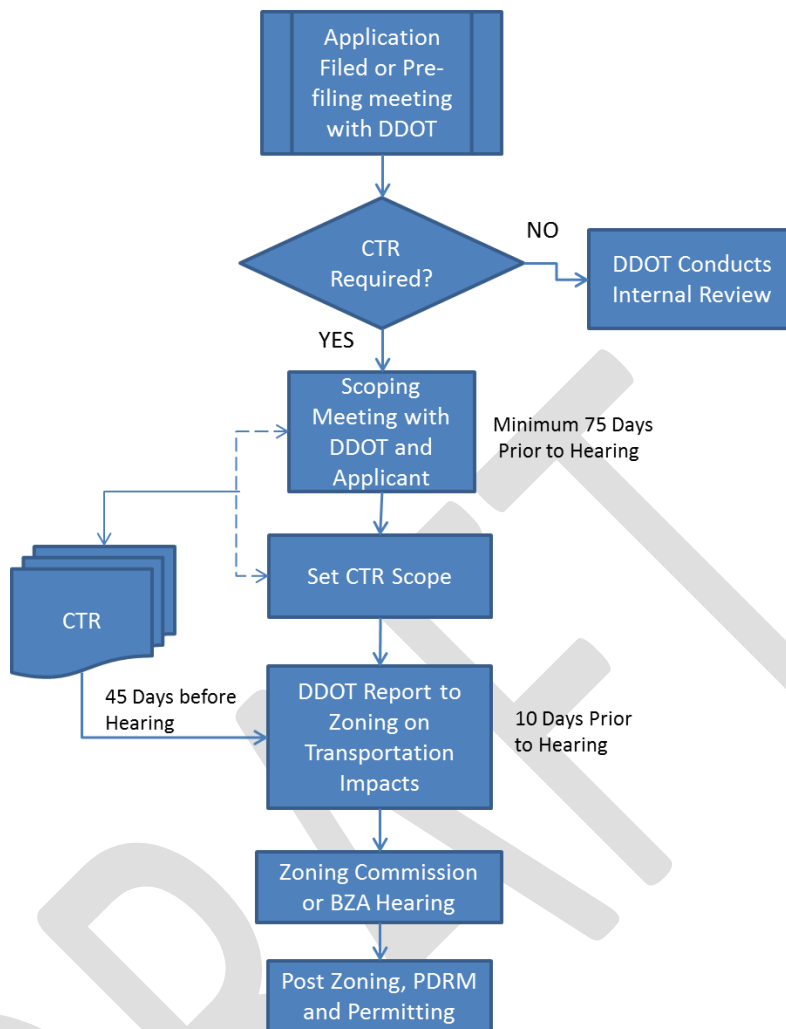 Application
Filed or Pre-
filing meeting
with DDOT
CTR
Required?
NO
DDOT Conducts
Internal Review
YES
Scoping
Meeting with
DDOT and
Applicant
Minimum 75 Days
Prior to Hearing
Set CTR Scope
CTR
45 Days before
Hearing
DDOT Report to
Zoning on
Transportation
Impacts
10 Days Prior
to Hearing
Zoning Commission
or BZA Hearing
Post Zoning, PDRM
and Permitting
DRAFT